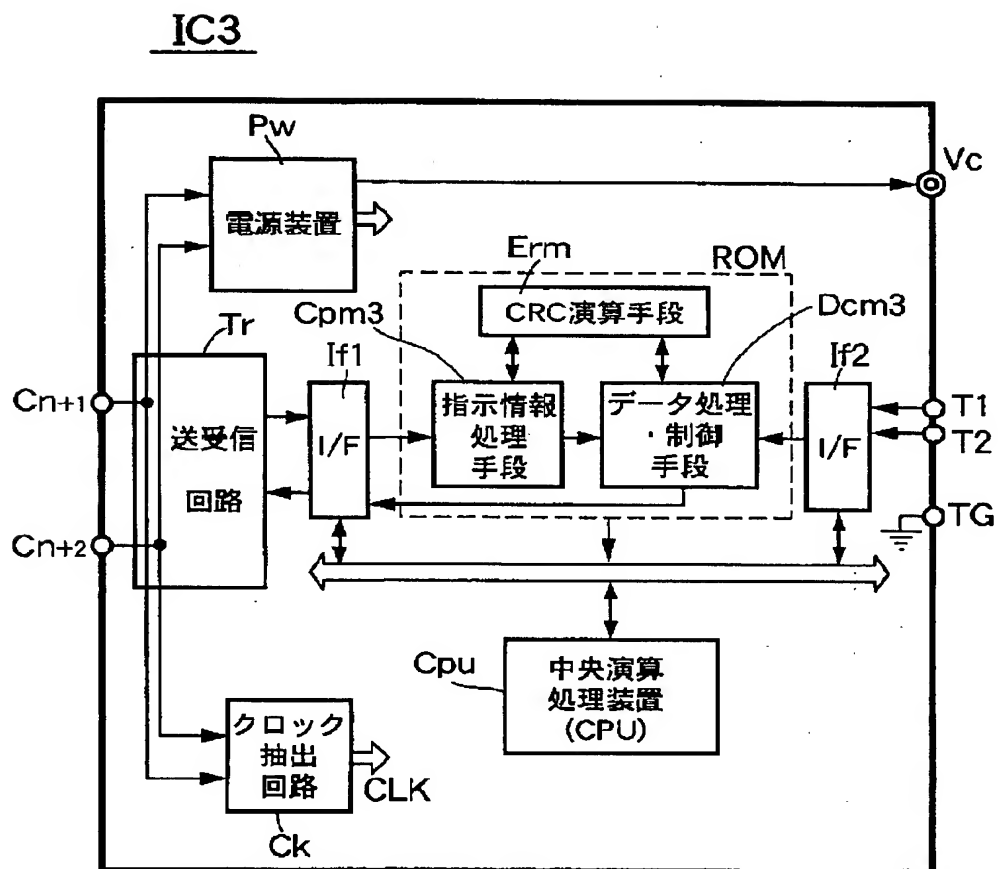 IC3
Pw
Vc
電源装置
Erm
ROM
CRC演算手段
Cpm3
Dcm3
Tr
If1
If2
Cn+1
送受信
回路
I/F
指示情報
処理
手段
データ処理
・制御
手段
I/F
T1
T2
Cn+2
TG
Cpu
中央演算
処理装置
(CPU)
クロック
抽出
回路
CLK
Ck